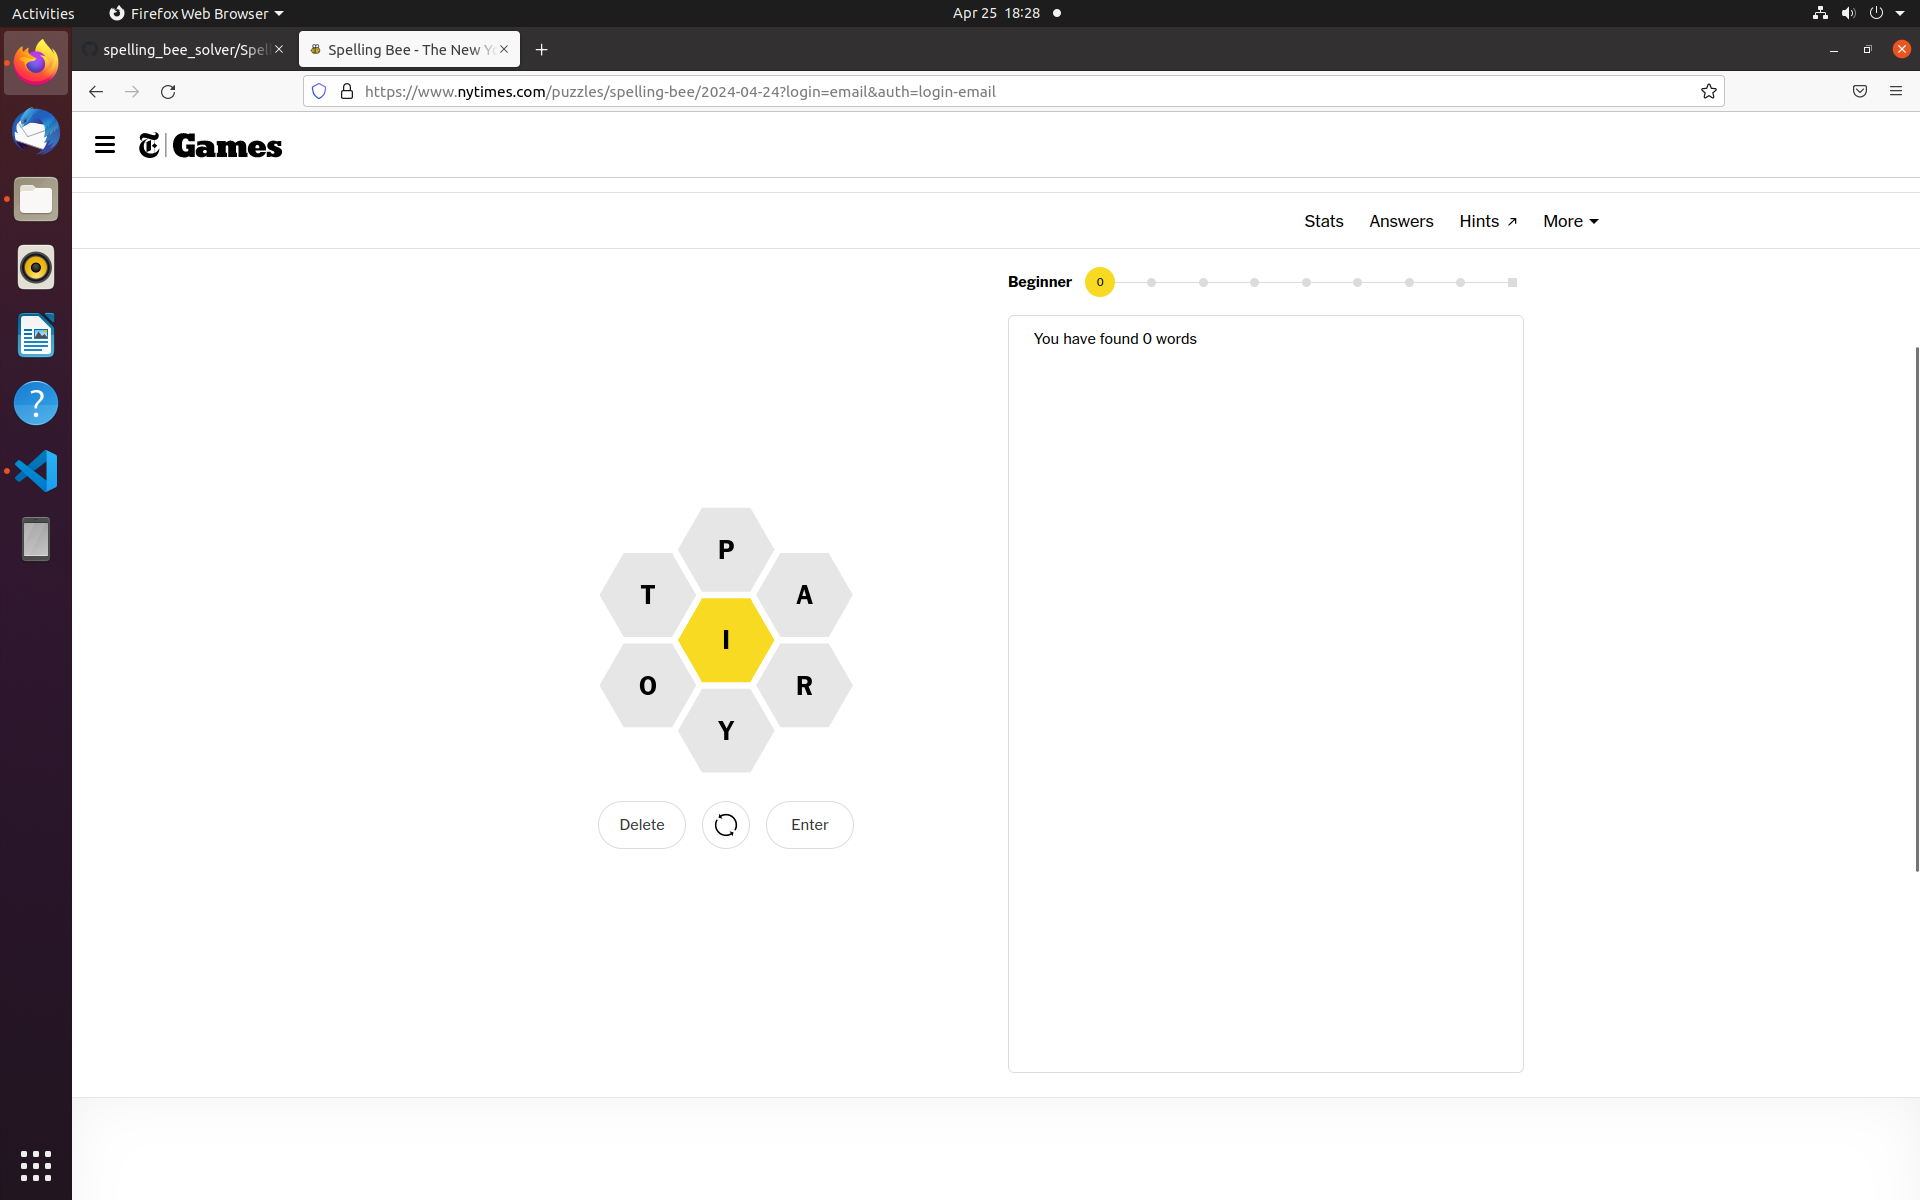 Activities
Firefox Web Browser
Apr 25 18:28
spelling_bee_solver/Spel
Spelling Bee - The New Yo
https://www.nytimes.com/puzzles/spelling-bee/2024-04-24?login=email&auth=login-email
T Games
Stats Answers Hints More
Beginner 0
You have found 0 words
P
T A
I
O R
Y
Delete Enter